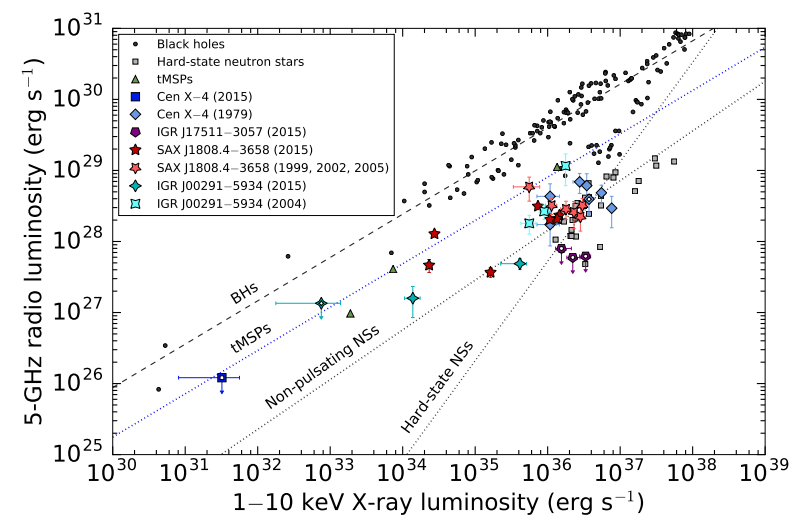 10³¹
10³⁰
10²⁹
10²⁸
10²⁷
10²⁶
10²⁵
5-GHz radio luminosity (erg s⁻¹)
Black holes
Hard-state neutron stars
tMSPs
Cen X−4 (2015)
Cen X−4 (1979)
IGR J17511−3057 (2015)
SAX J1808.4−3658 (2015)
SAX J1808.4−3658 (1999, 2002, 2005)
IGR J00291−5934 (2015)
IGR J00291−5934 (2004)
BHs
tMSPs
Non-pulsating NSs
Hard-state NSs
10³⁰ 10³¹ 10³² 10³³ 10³⁴ 10³⁵ 10³⁶ 10³⁷ 10³⁸ 10³⁹
1−10 keV X-ray luminosity (erg s⁻¹)